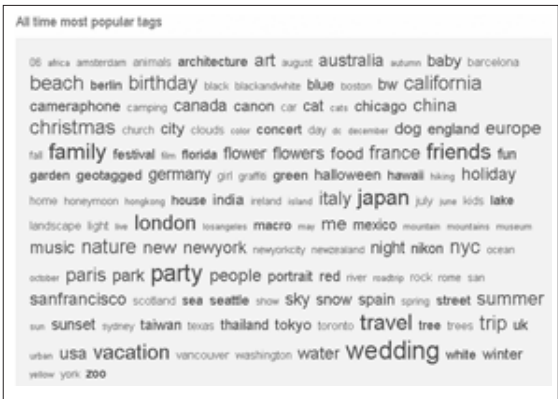 All time most popular tags
06 africa amsterdam animals architecture art august australia autumn baby barcelona
beach berlin birthday black blackandwhite blue boston bw california
cameraphone camping canada canon car cat cats chicago china
christmas church city clouds color concert day dc december dog england europe
fall family festival film florida flower flowers food france friends fun
garden geotagged germany girl graffiti green halloween hawaii hiking holiday
home honeymoon hongkong house india ireland island italy japan july june kids lake
landscape light live london losangeles macro may me mexico mountain mountains museum
music nature new newyork newyorkcity newzealand night nikon nyc ocean
october paris park party people portrait red river roadtrip rock rome san
sanfrancisco scotland sea seattle show sky snow spain spring street summer
sun sunset sydney taiwan texas thailand tokyo toronto travel tree trees trip uk
urban usa vacation vancouver washington water wedding white winter
yellow york zoo